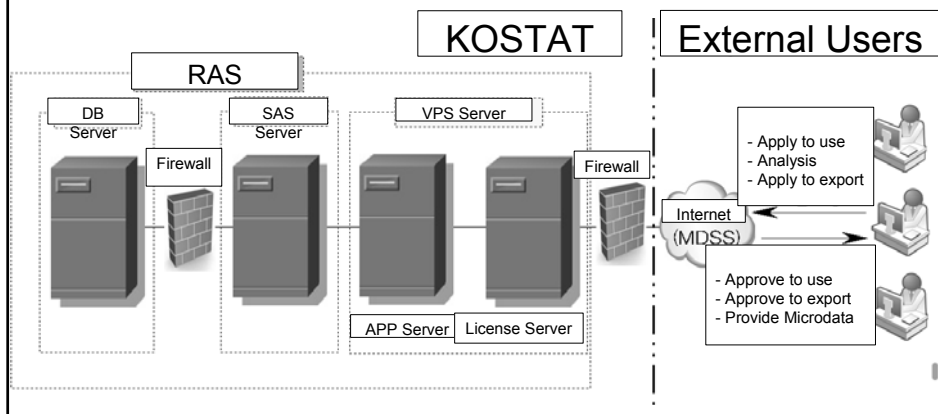 KOSTAT
External Users
RAS
DB
Server
SAS
Server
VPS Server
Firewall
Firewall
- Apply to use
- Analysis
- Apply to export
Internet
(MDSS)
- Approve to use
- Approve to export
- Provide Microdata
APP Server
License Server